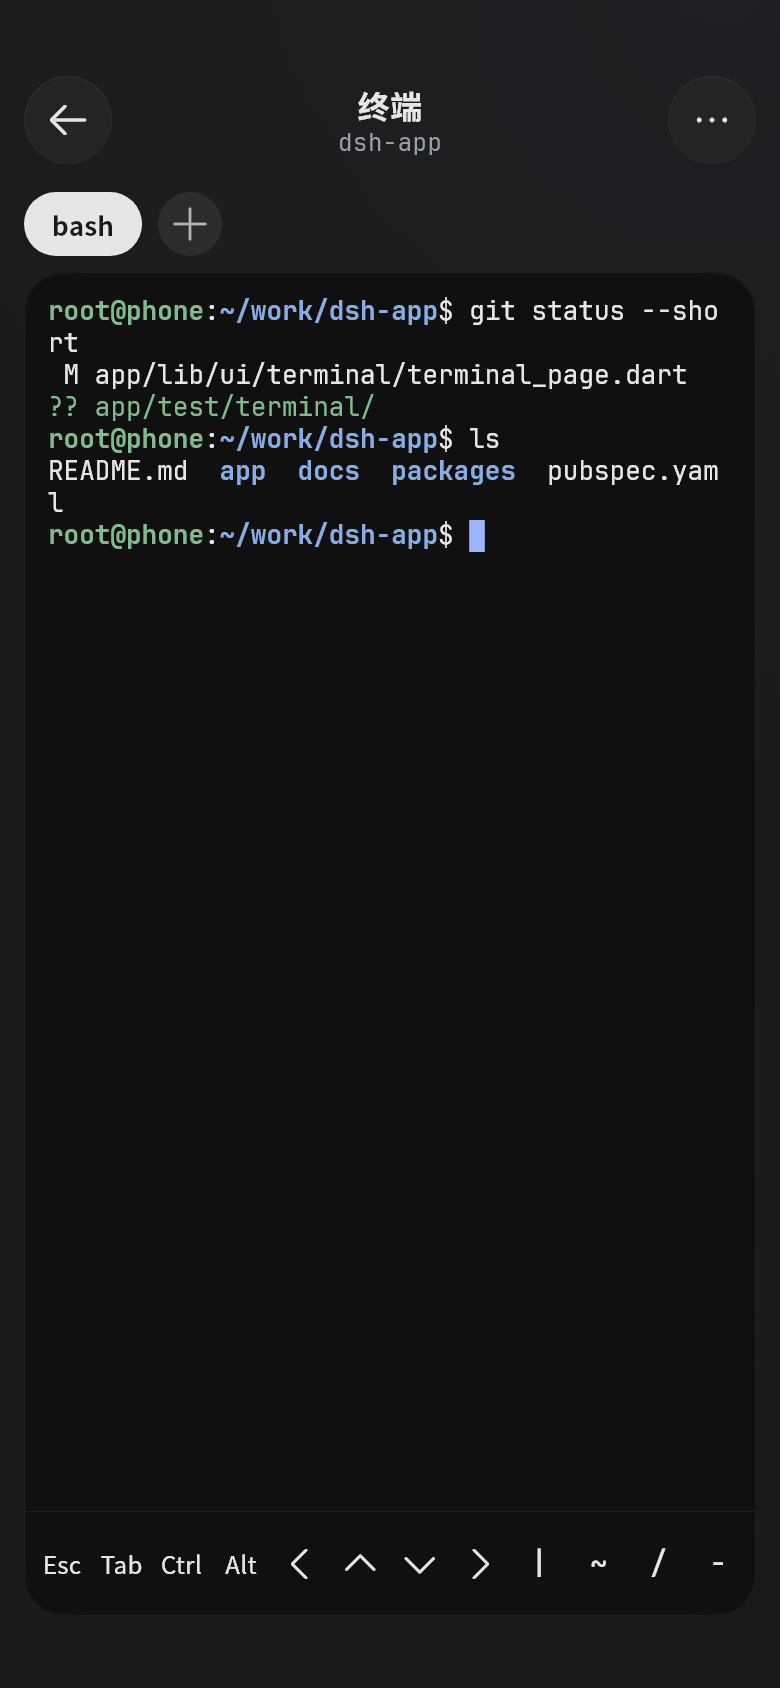 终端
dsh-app
bash
root@phone:~/work/dsh-app$ git status --sho
rt
 M app/lib/ui/terminal/terminal_page.dart
?? app/test/terminal/
root@phone:~/work/dsh-app$ ls
README.md  app  docs  packages  pubspec.yam
l
root@phone:~/work/dsh-app$
Esc Tab Ctrl Alt | ~ / -